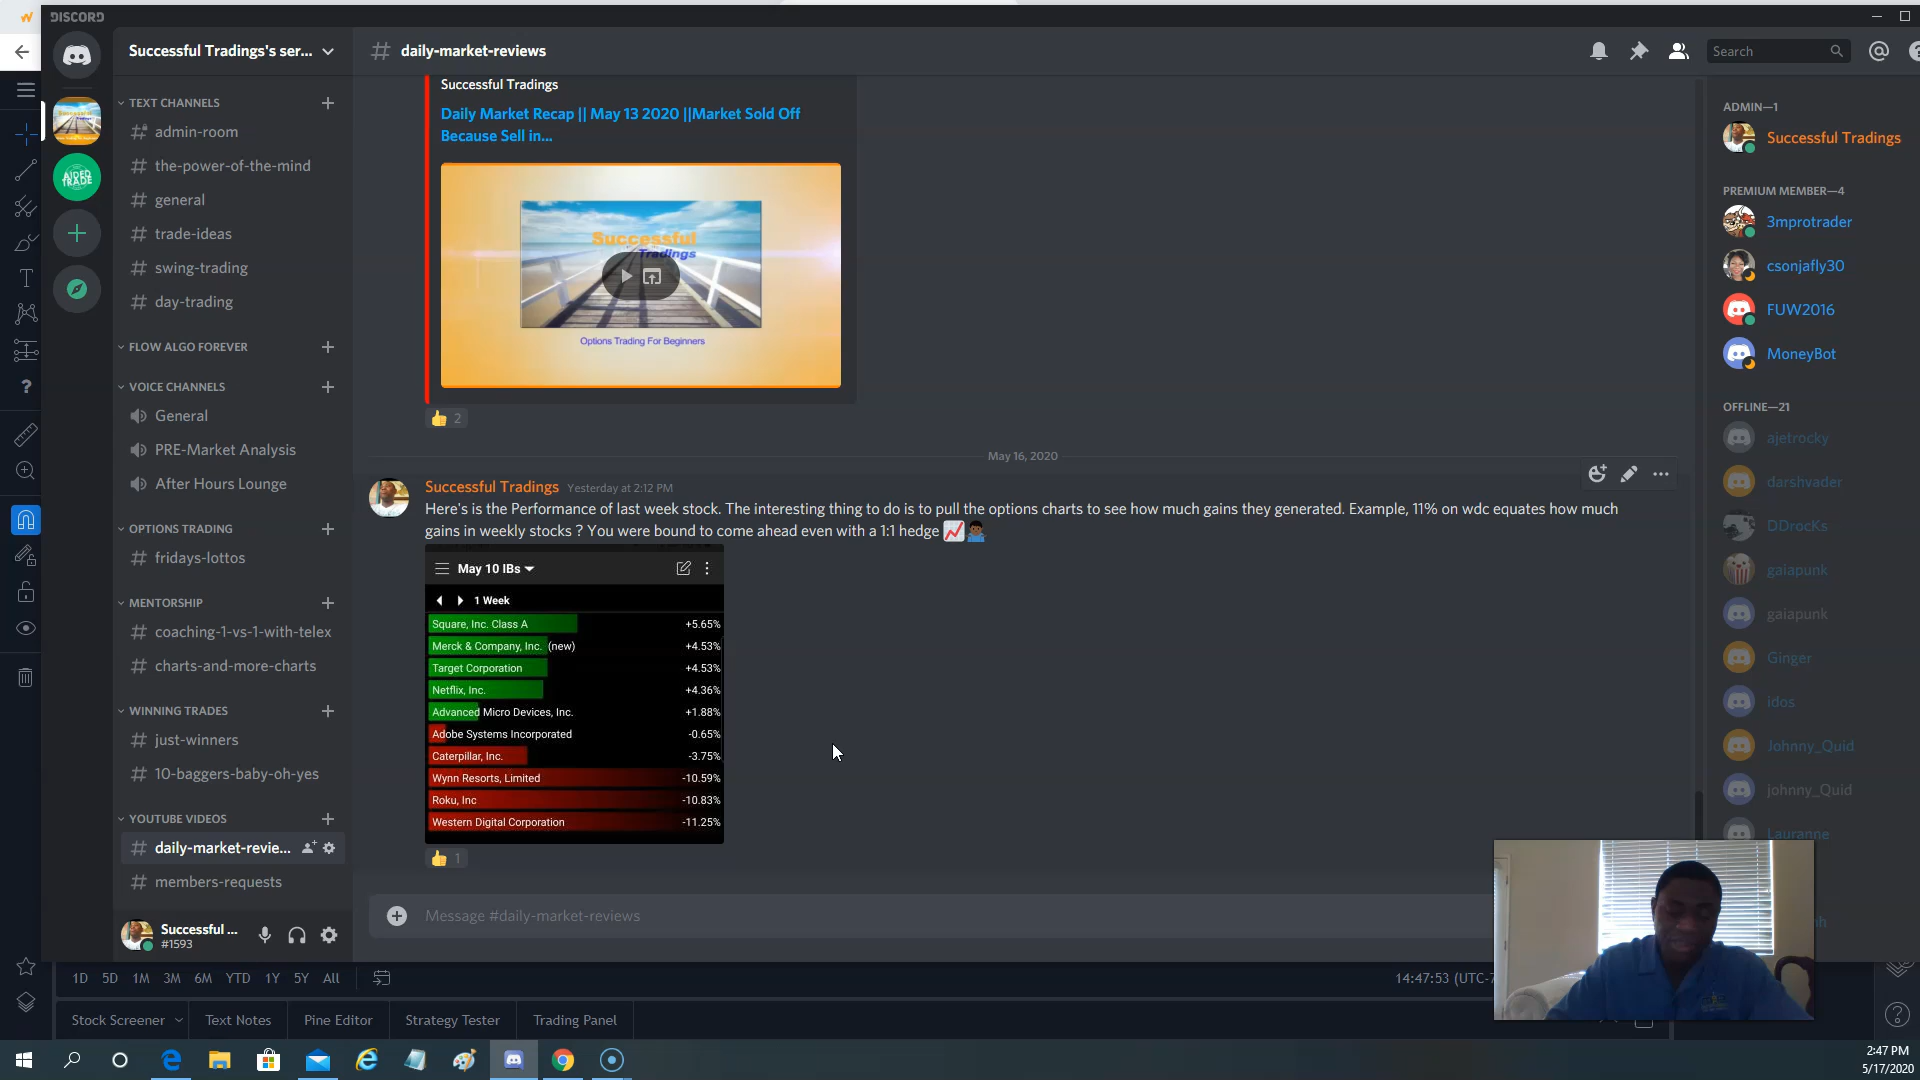 DISCORD
Successful Tradings's ser...
# daily-market-reviews
Search
TEXT CHANNELS
admin-room
# the-power-of-the-mind
# general
# trade-ideas
# swing-trading
# day-trading
FLOW ALGO FOREVER
VOICE CHANNELS
General
PRE-Market Analysis
After Hours Lounge
OPTIONS TRADING
# fridays-lottos
MENTORSHIP
# coaching-1-vs-1-with-telex
# charts-and-more-charts
WINNING TRADES
# just-winners
# 10-baggers-baby-oh-yes
YOUTUBE VIDEOS
# daily-market-revie...
# members-requests
Successful ...
#1593
AIDED
TRADE
Successful Tradings
Daily Market Recap || May 13 2020 ||Market Sold Off
Because Sell in...
Successful
Tradings
Options Trading For Beginners
2
May 16, 2020
Successful Tradings Yesterday at 2:12 PM
Here's is the Performance of last week stock. The interesting thing to do is to pull the options charts to see how much gains they generated. Example, 11% on wdc equates how much
gains in weekly stocks ? You were bound to come ahead even with a 1:1 hedge
May 10 IBs
1 Week
Square, Inc. Class A +5.65%
Merck & Company, Inc. (new) +4.53%
Target Corporation +4.53%
Netflix, Inc. +4.36%
Advanced Micro Devices, Inc. +1.88%
Adobe Systems Incorporated -0.65%
Caterpillar, Inc. -3.75%
Wynn Resorts, Limited -10.59%
Roku, Inc -10.83%
Western Digital Corporation -11.25%
1
Message #daily-market-reviews
ADMIN—1
Successful Tradings
PREMIUM MEMBER—4
3mprotrader
csonjafly30
FUW2016
MoneyBot
OFFLINE—21
ajetrocky
darshvader
DDrocKs
gaiapunk
gaiapunk
Ginger
idos
Johnny_Quid
johnny_Quid
Lauranne
1D 5D 1M 3M 6M YTD 1Y 5Y All
14:47:53 (UTC-7
Stock Screener Text Notes Pine Editor Strategy Tester Trading Panel
2:47 PM
5/17/2020